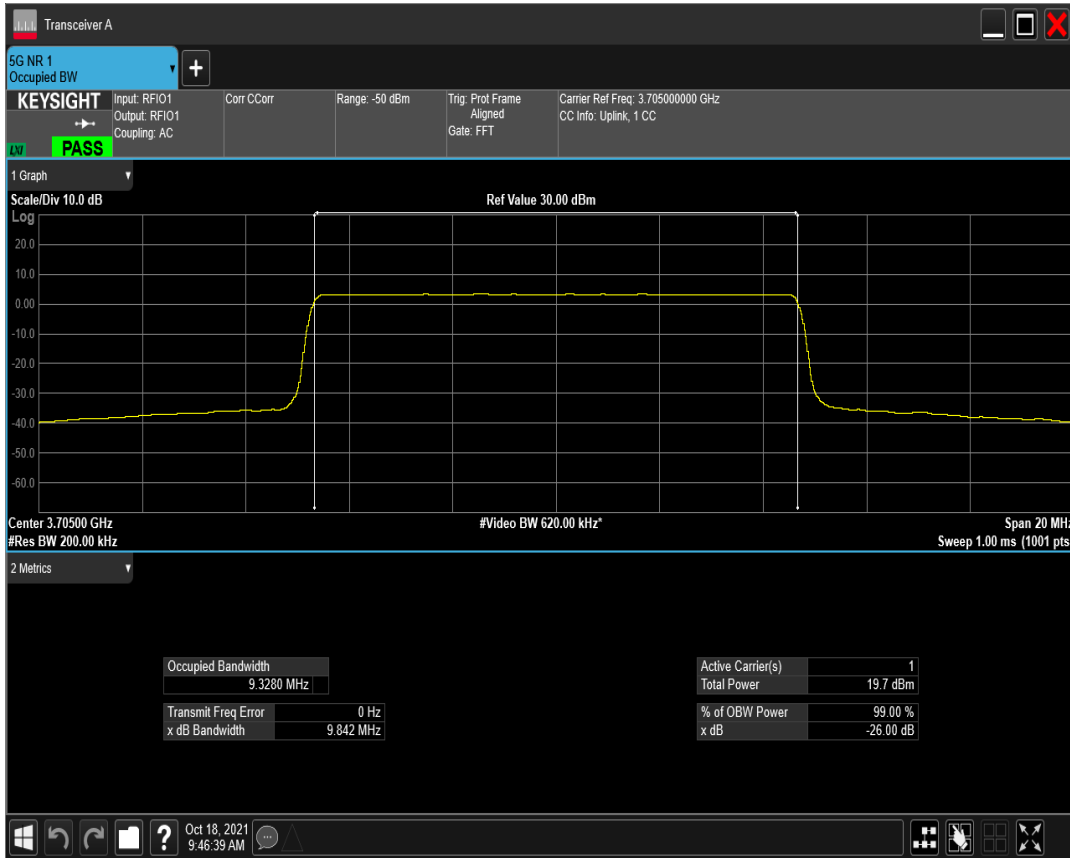 Transceiver A
5G NR 1
Occupied BW
KEYSIGHT
Input: RFIO1
Output: RFIO1
Coupling: AC
Corr CCorr
Range: -50 dBm
Trig: Prot Frame
Aligned
Gate: FFT
Carrier Ref Freq: 3.705000000 GHz
CC Info: Uplink, 1 CC
LXI
PASS
1 Graph
Scale/Div 10.0 dB
Ref Value 30.00 dBm
Log
20.0
10.0
0.00
-10.0
-20.0
-30.0
-40.0
-50.0
-60.0
Center 3.70500 GHz
#Video BW 620.00 kHz*
Span 20 MHz
#Res BW 200.00 kHz
Sweep 1.00 ms (1001 pts
2 Metrics
Occupied Bandwidth
9.3280 MHz
Transmit Freq Error 0 Hz
x dB Bandwidth 9.842 MHz
Active Carrier(s) 1
Total Power 19.7 dBm
% of OBW Power 99.00 %
x dB -26.00 dB
?
Oct 18, 2021
9:46:39 AM